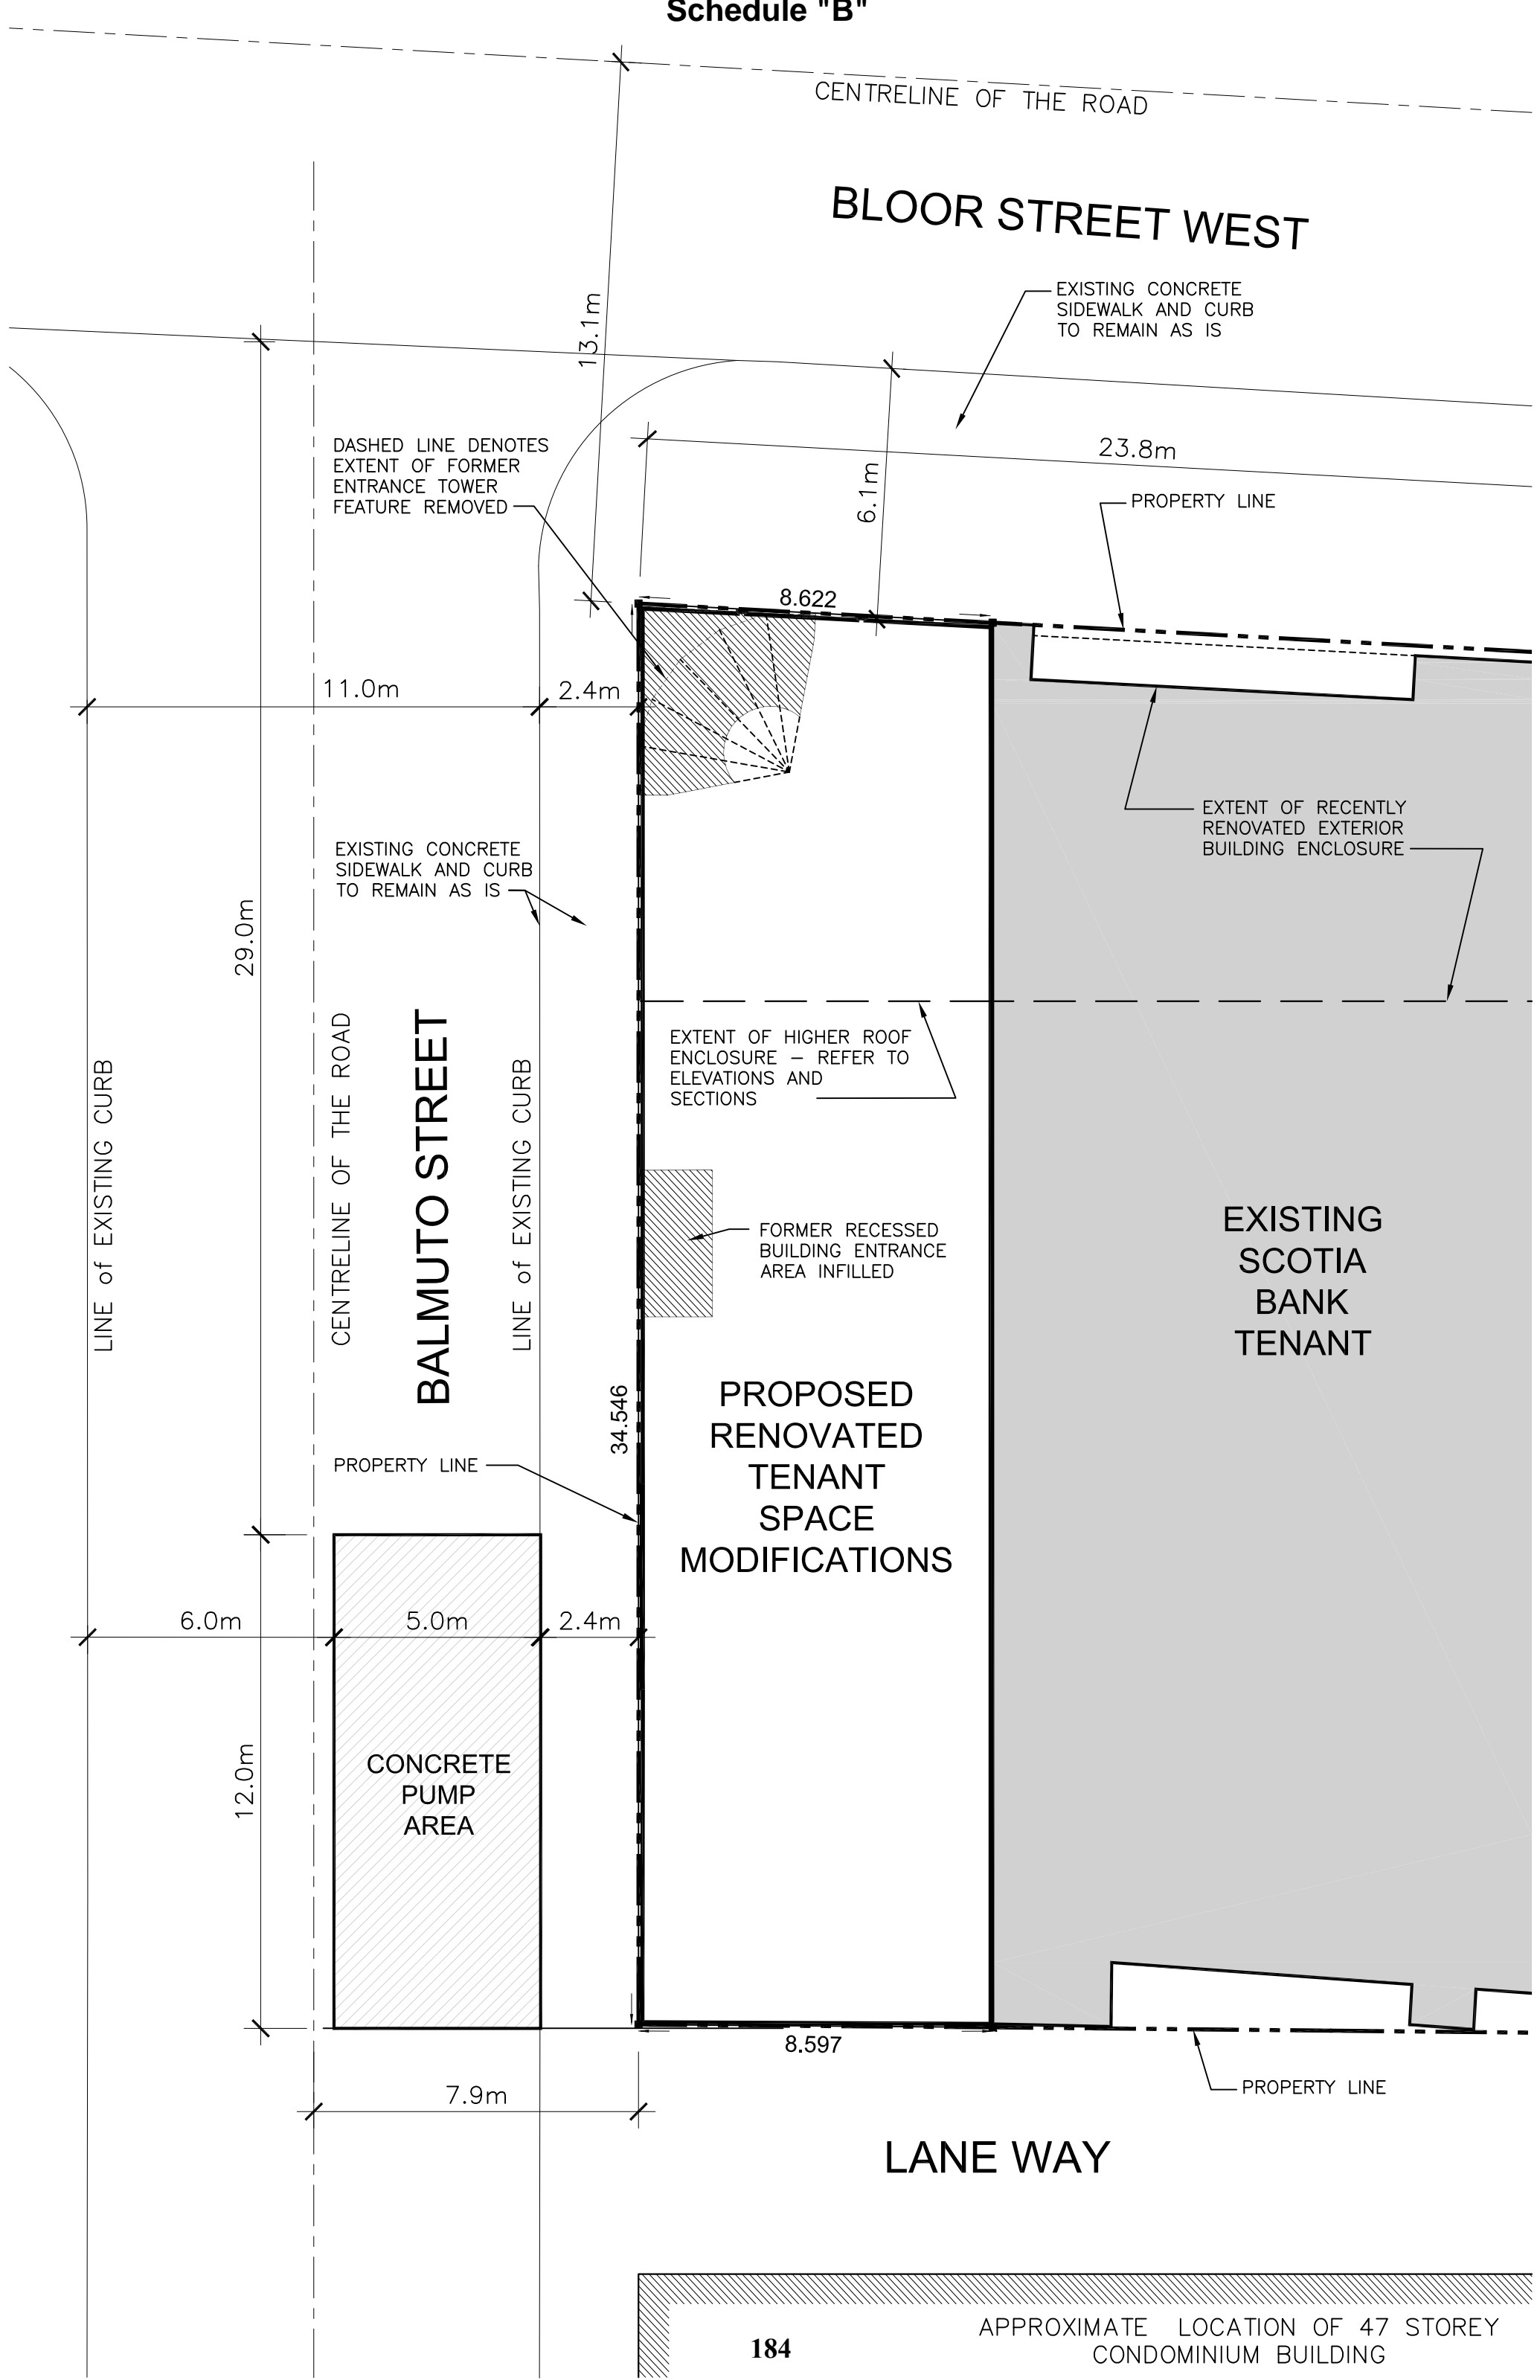 Schedule "B"
CENTRELINE OF THE ROAD
BLOOR STREET WEST
EXISTING CONCRETE
SIDEWALK AND CURB
TO REMAIN AS IS
13.1m
DASHED LINE DENOTES
EXTENT OF FORMER
ENTRANCE TOWER
FEATURE REMOVED
23.8m
6.1m
PROPERTY LINE
8.622
11.0m
2.4m
EXTENT OF RECENTLY
RENOVATED EXTERIOR
BUILDING ENCLOSURE
EXISTING CONCRETE
SIDEWALK AND CURB
TO REMAIN AS IS
29.0m
LINE of EXISTING CURB
CENTRELINE OF THE ROAD
BALMUTO STREET
LINE of EXISTING CURB
EXTENT OF HIGHER ROOF
ENCLOSURE – REFER TO
ELEVATIONS AND
SECTIONS
FORMER RECESSED
BUILDING ENTRANCE
AREA INFILLED
EXISTING
SCOTIA
BANK
TENANT
34.546
PROPOSED
RENOVATED
TENANT
SPACE
MODIFICATIONS
PROPERTY LINE
6.0m
5.0m
2.4m
12.0m
CONCRETE
PUMP
AREA
8.597
7.9m
PROPERTY LINE
LANE WAY
APPROXIMATE LOCATION OF 47 STOREY
CONDOMINIUM BUILDING
184